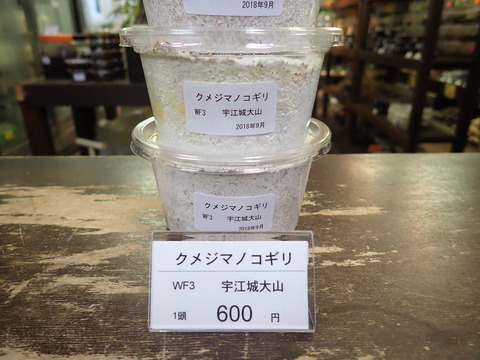 2018年9月
クメジマノコギリ
WF3 宇江城大山
2018年9月
クメジマノコギリ
WF3 宇江城大山
2018年9月
クメジマノコギリ
WF3 宇江城大山
1頭 600 円